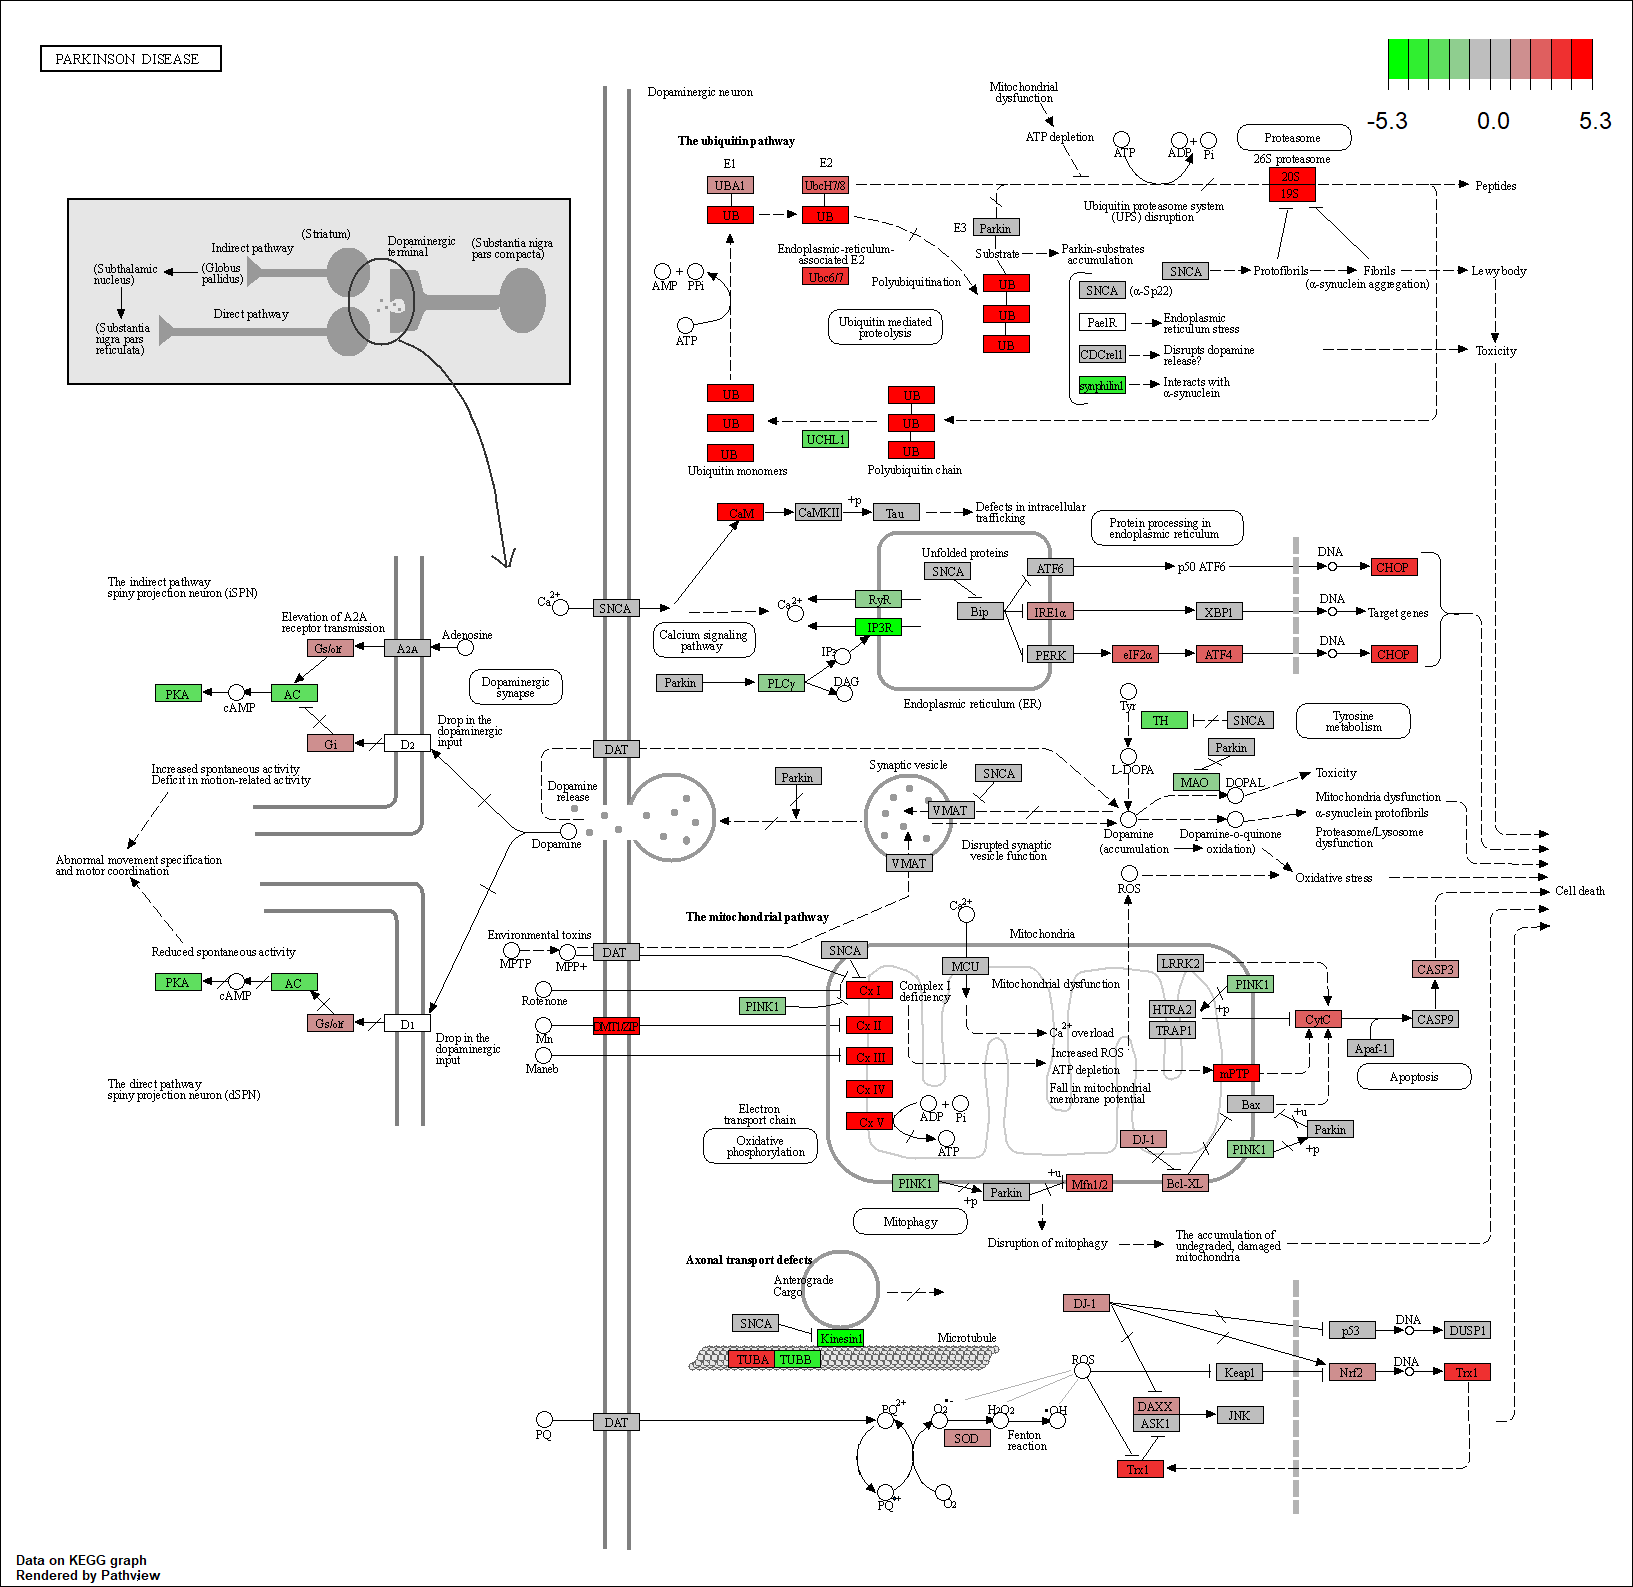 PARKINSON DISEASE
-5.3
0.0
5.3
Dopaminergic neuron
Mitochondrial
dysfunction
ATP depletion
ATP
ADP
+
Pi
Proteasome
26S proteasome
20S
19S
Peptides
The ubiquitin pathway
E1
E2
UBA1
UbcH7/8
UB
UB
Ubiquitin proteasome system
(UPS) disruption
E3
Parkin
Substrate
Parkin-substrates
accumulation
Endoplasmic-reticulum-
associated E2
Ubc6/7
Polyubiquitination
UB
UB
UB
AMP
+
PPi
ATP
Ubiquitin mediated
proteolysis
SNCA
Protofibrils
Fibrils
(α-synuclein aggregation)
Lewy body
SNCA
(α-Sp22)
PaelR
Endoplasmic
reticulum stress
CDCrel1
Disrupts dopamine
release?
synphilin1
Interacts with
α-synuclein
Toxicity
UB
UB
UB
Ubiquitin monomers
UCHL1
UB
UB
UB
Polyubiquitin chain
(Striatum)
Indirect pathway
Dopaminergic
terminal
(Substantia nigra
pars compacta)
(Subthalamic
nucleus)
(Globus
pallidus)
Direct pathway
(Substantia
nigra pars
reticulata)
CaM
CaMKII
+p
Tau
Defects in intracellular
trafficking
Protein processing in
endoplasmic reticulum
Unfolded proteins
SNCA
Bip
ATF6
p50 ATF6
DNA
CHOP
IRE1α
XBP1
DNA
Target genes
PERK
eIF2α
ATF4
DNA
CHOP
Ca2+
SNCA
Ca2+
RyR
IP3R
Calcium signaling
pathway
IP3
Parkin
PLCγ
DAG
Endoplasmic reticulum (ER)
The indirect pathway
spiny projection neuron (iSPN)
Elevation of A2A
receptor transmission
Gs/olf
A2A
Adenosine
PKA
cAMP
AC
Dopaminergic
synapse
Gi
D2
Drop in the
dopaminergic
input
Increased spontaneous activity
Deficit in motion-related activity
Abnormal movement specification
and motor coordination
Reduced spontaneous activity
PKA
cAMP
AC
Gs/olf
D1
Drop in the
dopaminergic
input
The direct pathway
spiny projection neuron (dSPN)
DAT
Dopamine
release
Dopamine
Parkin
Synaptic vesicle
SNCA
VMAT
VMAT
Disrupted synaptic
vesicle function
Tyr
TH
SNCA
Tyrosine
metabolism
Parkin
L-DOPA
MAO
DOPAL
Toxicity
Dopamine
(accumulation
Dopamine-o-quinone
oxidation)
Mitochondria dysfunction
α-synuclein protofibrils
Proteasome/Lysosome
dysfunction
ROS
Oxidative stress
Cell death
The mitochondrial pathway
Environmental toxins
MPTP
MPP+
DAT
SNCA
Ca2+
MCU
Mitochondria
Rotenone
PINK1
Cx I
Complex I
deficiency
Mitochondrial dysfunction
Mn
DMT1/ZIP
Cx II
Ca2+ overload
Maneb
Cx III
Increased ROS
ATP depletion
Cx IV
Fall in mitochondrial
membrane potential
Cx V
ADP
+
Pi
ATP
Electron
transport chain
Oxidative
phosphorylation
LRRK2
PINK1
+p
HTRA2
TRAP1
CytC
CASP3
CASP9
Apaf-1
Apoptosis
mPTP
Bax
+u
Parkin
PINK1
+p
DJ-1
Bcl-XL
PINK1
+p
Parkin
+u
Mfn1/2
Mitophagy
Disruption of mitophagy
The accumulation of
undegraded, damaged
mitochondria
Axonal transport defects
Anterograde
Cargo
SNCA
Kinesin1
TUBA
TUBB
Microtubule
DJ-1
p53
DNA
DUSP1
ROS
Keap1
Nrf2
DNA
Trx1
DAXX
ASK1
JNK
Trx1
PQ
DAT
PQ2+
O2•-
H2O2
•OH
SOD
Fenton
reaction
PQ•+
O2
Data on KEGG graph
Rendered by Pathview